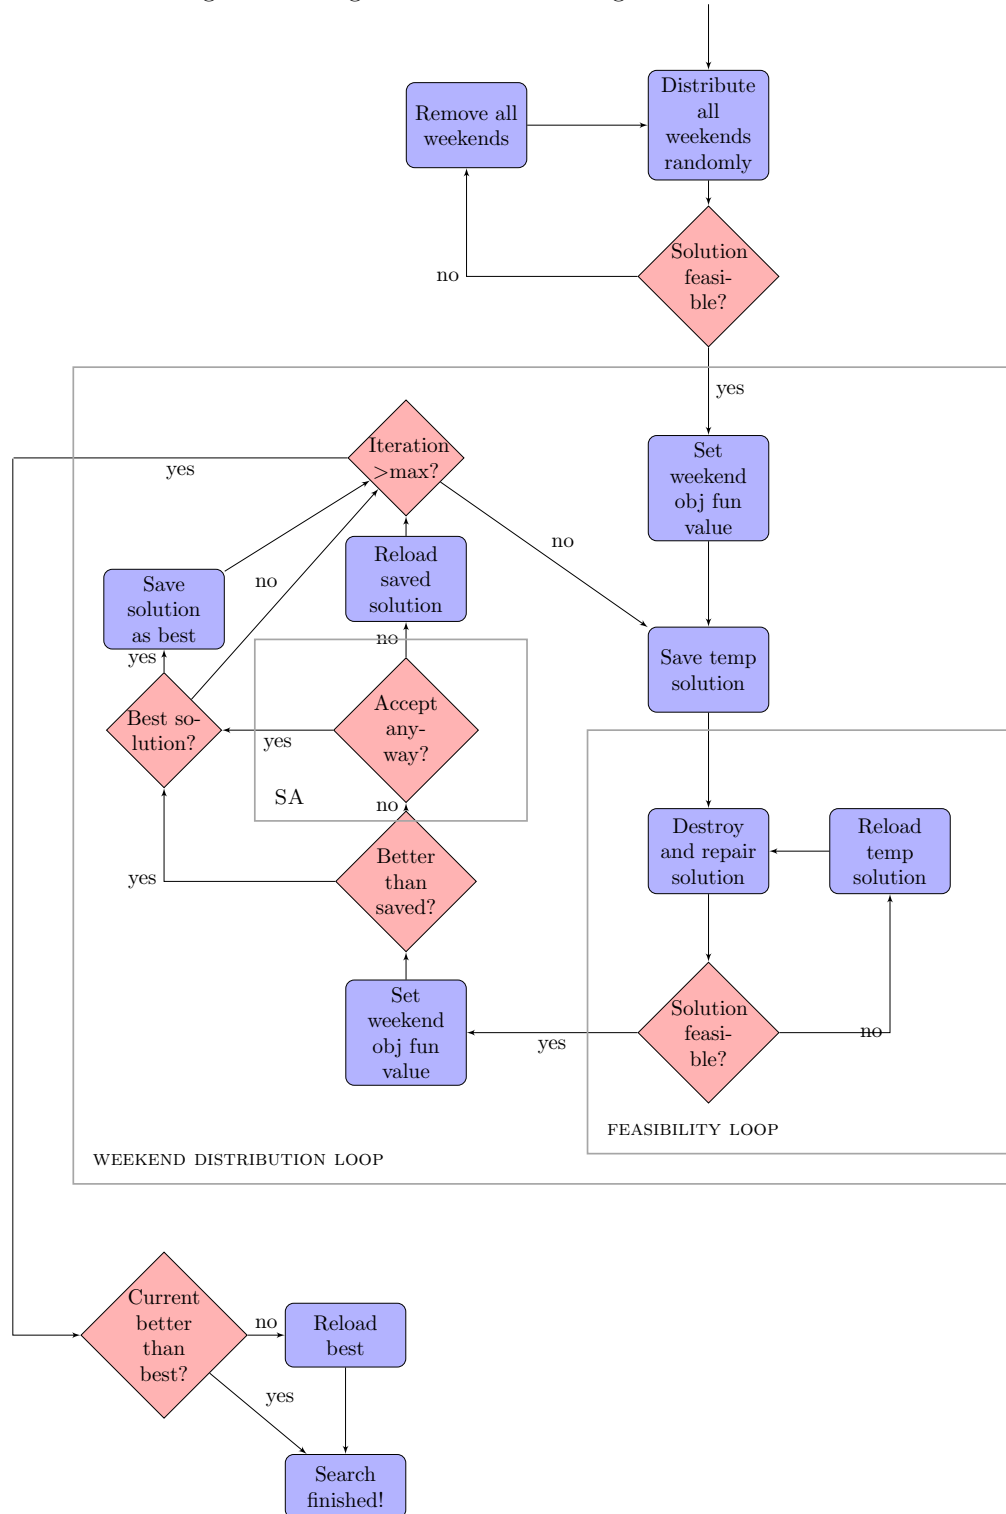 Distribute
all
weekends
randomly
Remove all
weekends
Solution
feasi-
ble?
no
yes
Iteration
>max?
yes
Set
weekend
obj fun
value
no
Reload
saved
solution
no
Save
solution
as best
yes
no
Save temp
solution
Best so-
lution?
Accept
any-
way?
yes
SA
no
Better
than
saved?
yes
Destroy
and repair
solution
Reload
temp
solution
Set
weekend
obj fun
value
yes
Solution
feasi-
ble?
no
FEASIBILITY LOOP
WEEKEND DISTRIBUTION LOOP
Current
better
than
best?
no
Reload
best
yes
Search
finished!